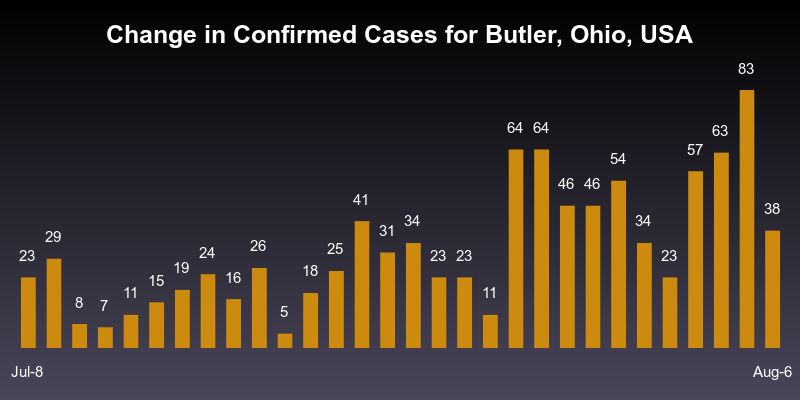 Change in Confirmed Cases for Butler, Ohio, USA
23 29 8 7 11 15 19 24 16 26 5 18 25 41 31 34 23 23 11 64 64 46 46 54 34 23 57 63 83 38
Jul-8 Aug-6